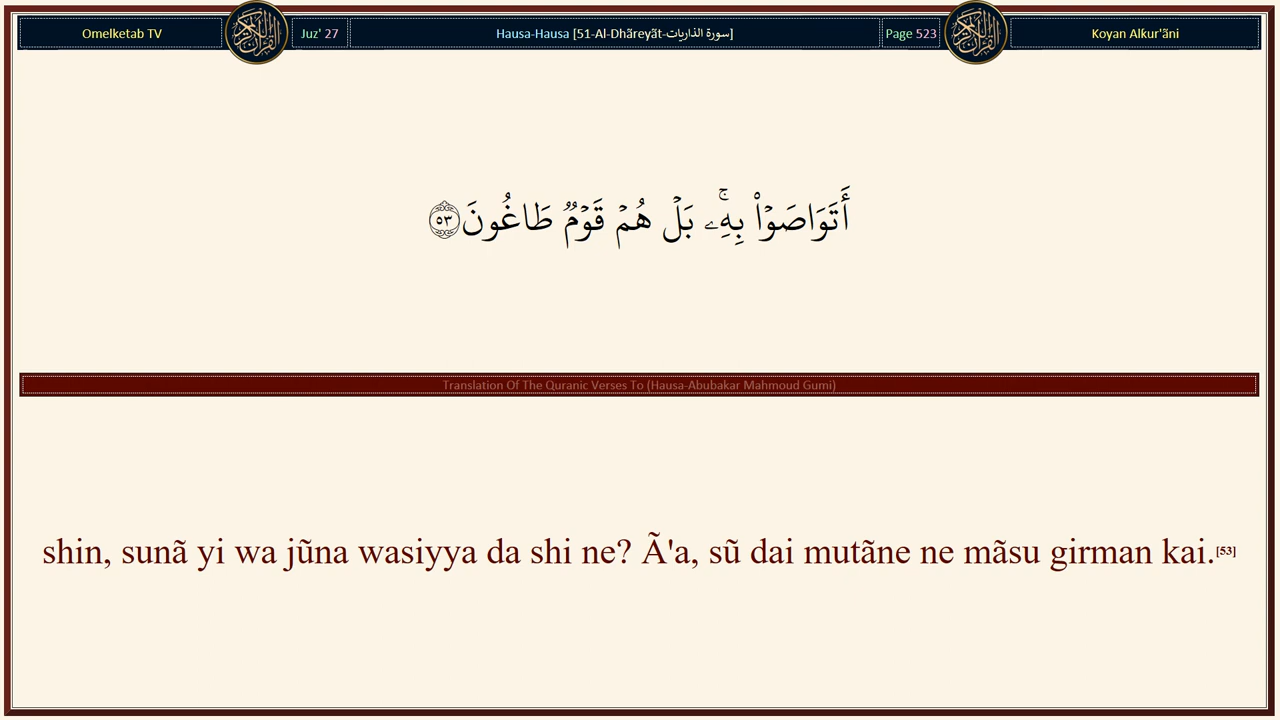 Omelketab TV Juz' 27 Hausa-Hausa [51-Al-Dhãreyãt-سورة الذاريات] Page 523 Koyan Alƙur'ãni
أَتَوَاصَوۡاْ بِهِۦۚ بَلۡ هُمۡ قَوۡمٞ طَاغُونَ ٥٣
Translation Of The Quranic Verses To (Hausa-Abubakar Mahmoud Gumi)
shin, sunã yi wa jũna wasiyya da shi ne? Ã'a, sũ dai mutãne ne mãsu girman kai.[53]